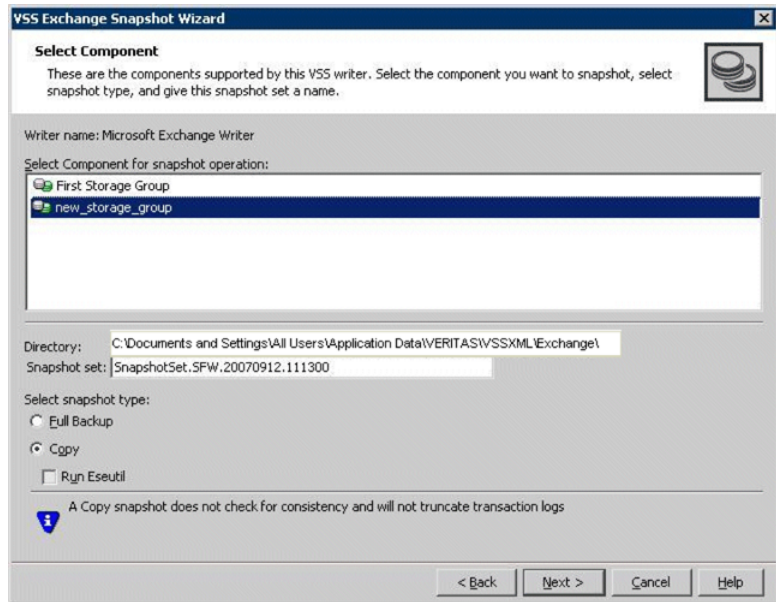 VSS Exchange Snapshot Wizard
Select Component
These are the components supported by this VSS writer. Select the component you want to snapshot, select
snapshot type, and give this snapshot set a name.
Writer name: Microsoft Exchange Writer
Select Component for snapshot operation:
First Storage Group
new_storage_group
Directory: C:\Documents and Settings\All Users\Application Data\VERITAS\VSSXML\Exchange\
Snapshot set: SnapshotSet.SFW.20070912.111300
Select snapshot type:
Full Backup
Copy
Run Eseutil
A Copy snapshot does not check for consistency and will not truncate transaction logs
< Back Next > Cancel Help